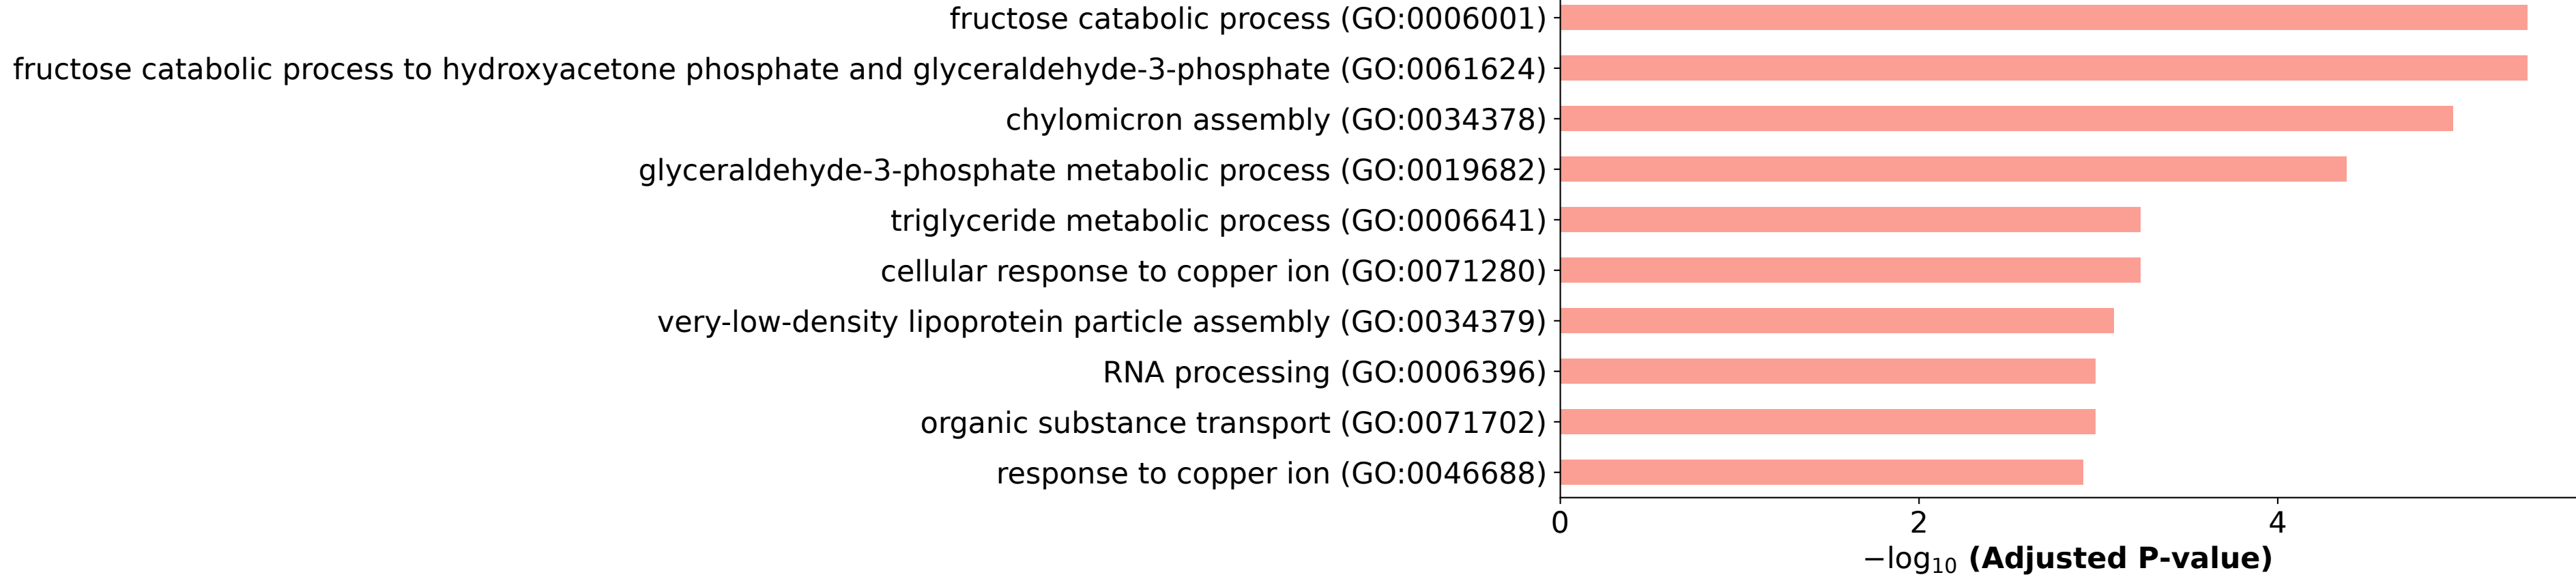 fructose catabolic process (GO:0006001)
fructose catabolic process to hydroxyacetone phosphate and glyceraldehyde-3-phosphate (GO:0061624)
chylomicron assembly (GO:0034378)
glyceraldehyde-3-phosphate metabolic process (GO:0019682)
triglyceride metabolic process (GO:0006641)
cellular response to copper ion (GO:0071280)
very-low-density lipoprotein particle assembly (GO:0034379)
RNA processing (GO:0006396)
organic substance transport (GO:0071702)
response to copper ion (GO:0046688)
0 2 4
−log₁₀ (Adjusted P-value)